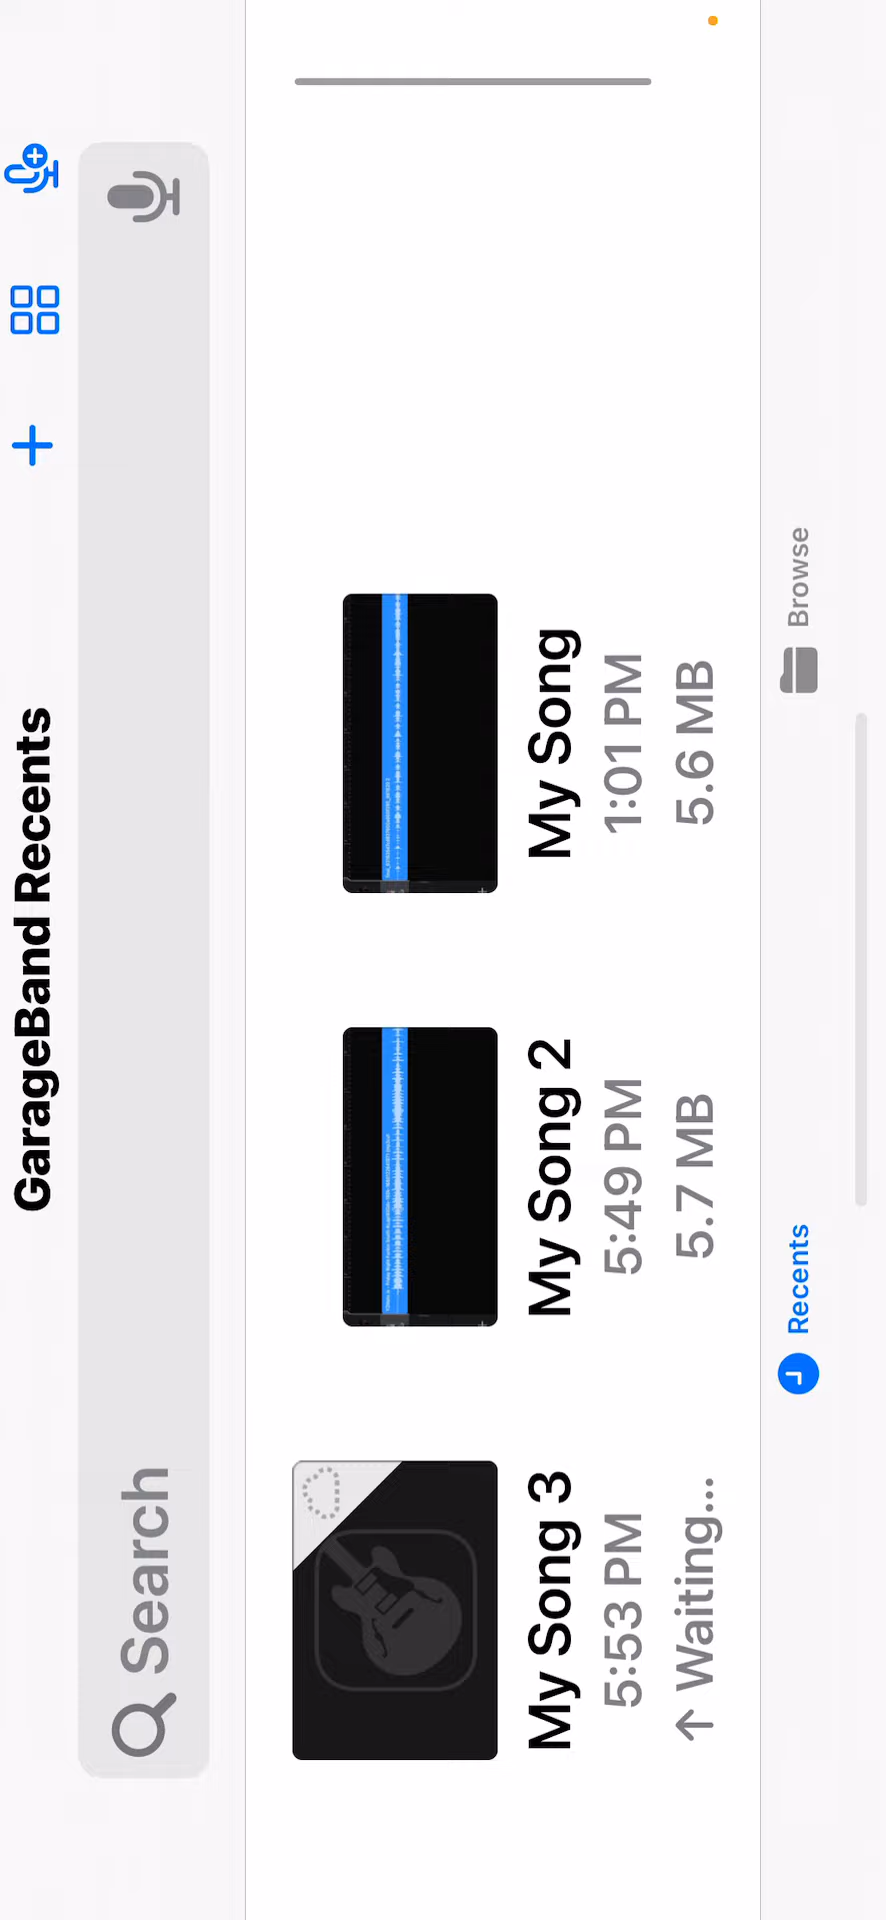 GarageBand Recents
Search
My Song 3
5:53 PM
↑ Waiting...
My Song 2
5:49 PM
5.7 MB
My Song
1:01 PM
5.6 MB
Recents
Browse